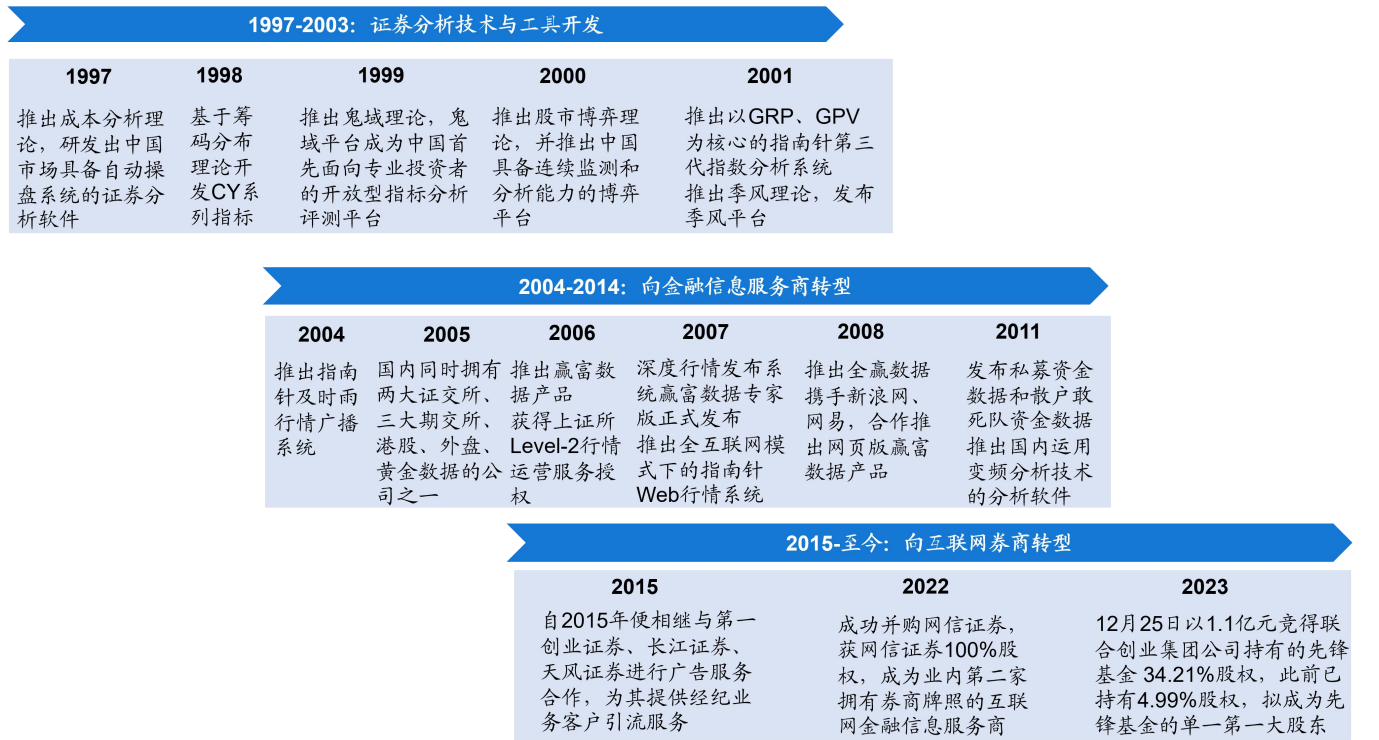 1997-2003：证券分析技术与工具开发
1997
推出成本分析理
论，研发出中国
市场具备自动操
盘系统的证券分
析软件
1998
基于筹
码分布
理论开
发CY系
列指标
1999
推出鬼域理论，鬼
域平台成为中国首
先面向专业投资者
的开放型指标分析
评测平台
2000
推出股市博弈理
论，并推出中国
具备连续监测和
分析能力的博弈
平台
2001
推出以GRP、GPV
为核心的指南针第三
代指数分析系统
推出季风理论，发布
季风平台
2004-2014：向金融信息服务商转型
2004
推出指南
针及时雨
行情广播
系统
2005
国内同时拥有
两大证交所、
三大期交所、
港股、外盘、
黄金数据的公
司之一
2006
推出赢富数
据产品
获得上证所
Level-2行情
运营服务授
权
2007
深度行情发布系
统赢富数据专家
版正式发布
推出全互联网模
式下的指南针
Web行情系统
2008
推出全赢数据
携手新浪网、
网易，合作推
出网页版赢富
数据产品
2011
发布私募资金
数据和散户敢
死队资金数据
推出国内运用
变频分析技术
的分析软件
2015-至今：向互联网券商转型
2015
自2015年便相继与第一
创业证券、长江证券、
天风证券进行广告服务
合作，为其提供经纪业
务客户引流服务
2022
成功并购网信证券，
获网信证券100%股
权，成为业内第二家
拥有券商牌照的互联
网金融信息服务商
2023
12月25日以1.1亿元竞得联
合创业集团公司持有的先锋
基金 34.21%股权，此前已
持有4.99%股权，拟成为先
锋基金的单一第一大股东